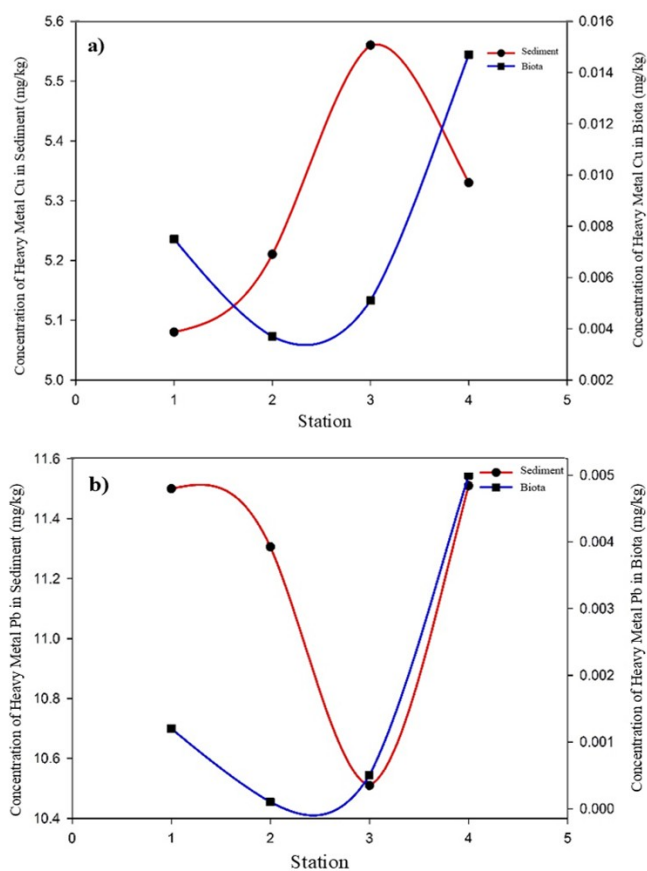 a)
Concentration of Heavy Metal Cu in Sediment (mg/kg)
5.6
5.5
5.4
5.3
5.2
5.1
5.0
0.016
0.014
0.012
0.010
0.008
0.006
0.004
0.002
Concentration of Heavy Metal Cu in Biota (mg/kg)
Sediment
Biota
0 1 2 3 4 5
Station
b)
Concentration of Heavy Metal Pb in Sediment (mg/kg)
11.6
11.4
11.2
11.0
10.8
10.6
10.4
0.005
0.004
0.003
0.002
0.001
0.000
Concentration of Heavy Metal Pb in Biota (mg/kg)
Sediment
Biota
0 1 2 3 4 5
Station